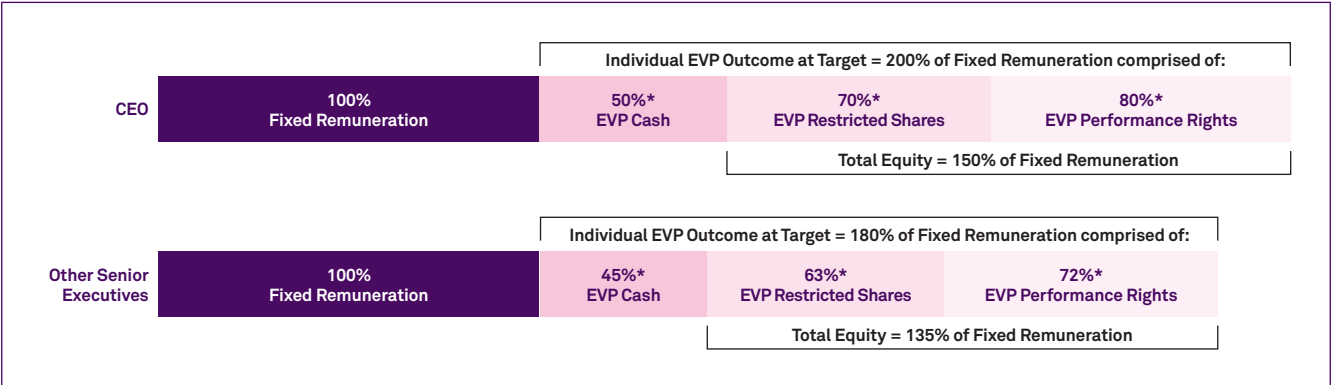 Individual EVP Outcome at Target = 200% of Fixed Remuneration comprised of:
CEO
100%
Fixed Remuneration
50%*
EVP Cash
70%*
EVP Restricted Shares
80%*
EVP Performance Rights
Total Equity = 150% of Fixed Remuneration
Individual EVP Outcome at Target = 180% of Fixed Remuneration comprised of:
Other Senior
Executives
100%
Fixed Remuneration
45%*
EVP Cash
63%*
EVP Restricted Shares
72%*
EVP Performance Rights
Total Equity = 135% of Fixed Remuneration